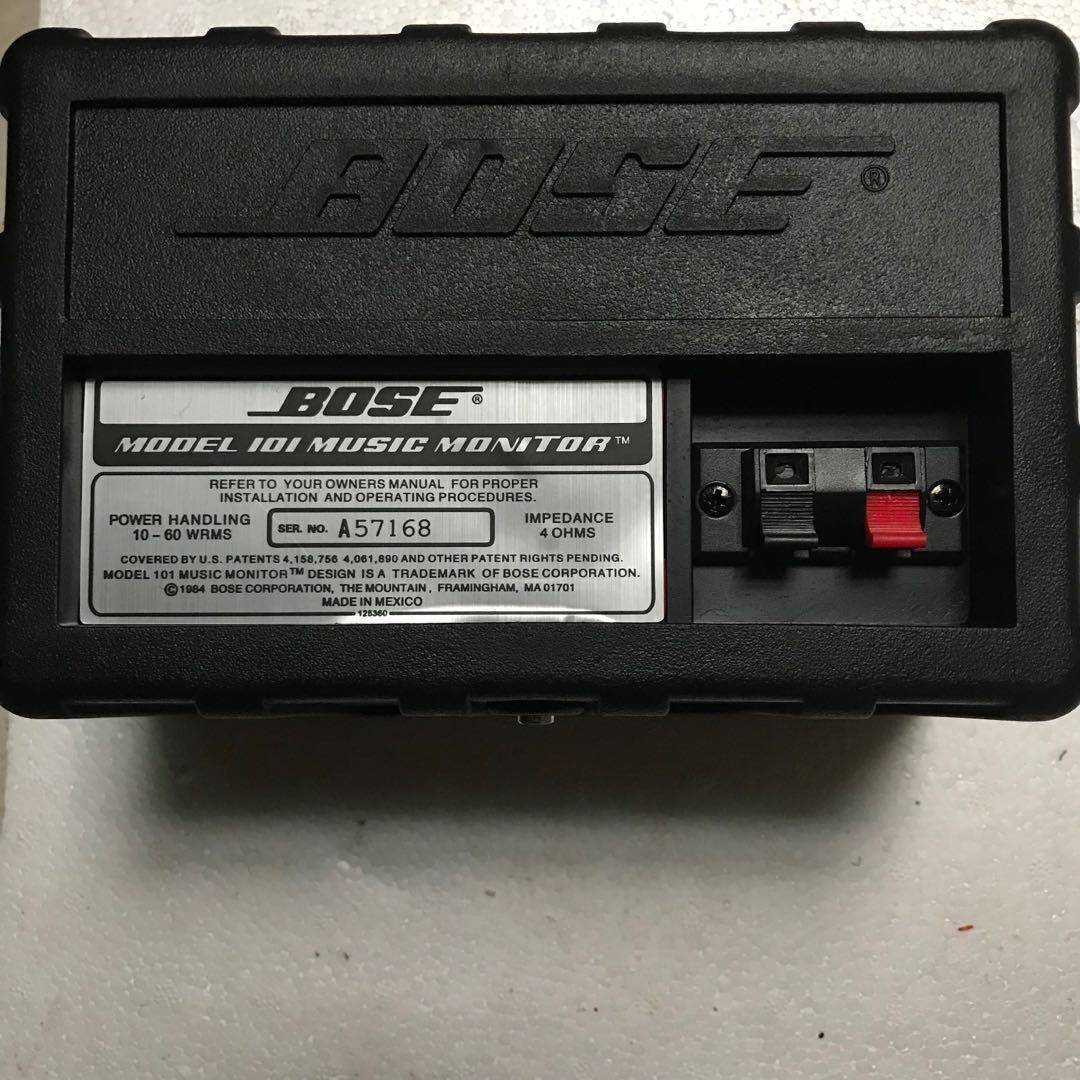 BOSE®
BOSE®
MODEL 101 MUSIC MONITOR™
REFER TO YOUR OWNERS MANUAL FOR PROPER
INSTALLATION AND OPERATING PROCEDURES.
POWER HANDLING
10-60 WRMS
SER. NO. A57168
IMPEDANCE
4 OHMS
COVERED BY U.S. PATENTS 4,158,756 4,061,890 AND OTHER PATENT RIGHTS PENDING.
MODEL 101 MUSIC MONITOR™ DESIGN IS A TRADEMARK OF BOSE CORPORATION.
©1984 BOSE CORPORATION, THE MOUNTAIN, FRAMINGHAM, MA 01701
MADE IN MEXICO
125360